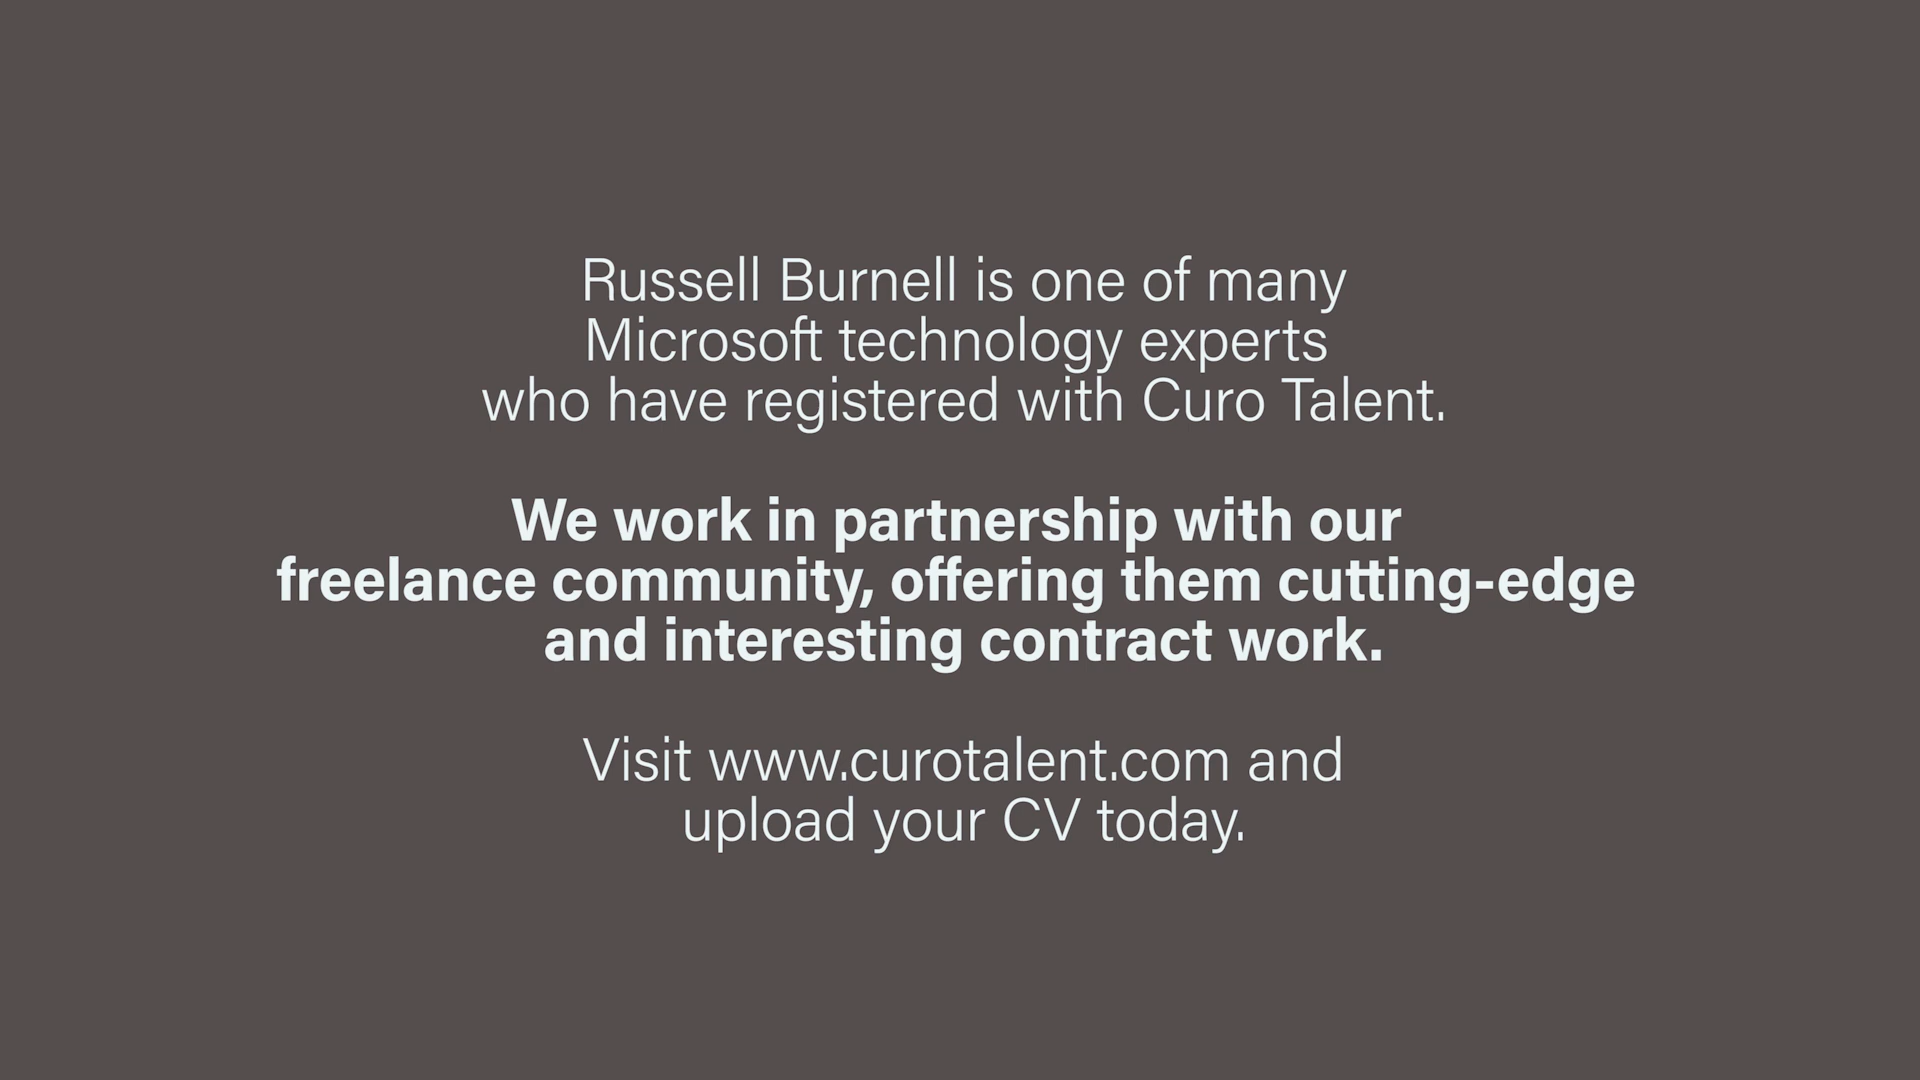 Russell Burnell is one of many
Microsoft technology experts
who have registered with Curo Talent.
We work in partnership with our
freelance community, offering them cutting-edge
and interesting contract work.
Visit www.curotalent.com and
upload your CV today.